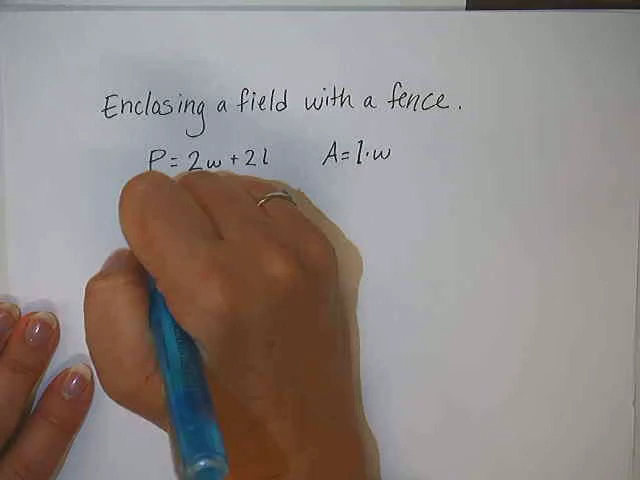 Enclosing a field with a fence.
P = 2w + 2l A = l·w